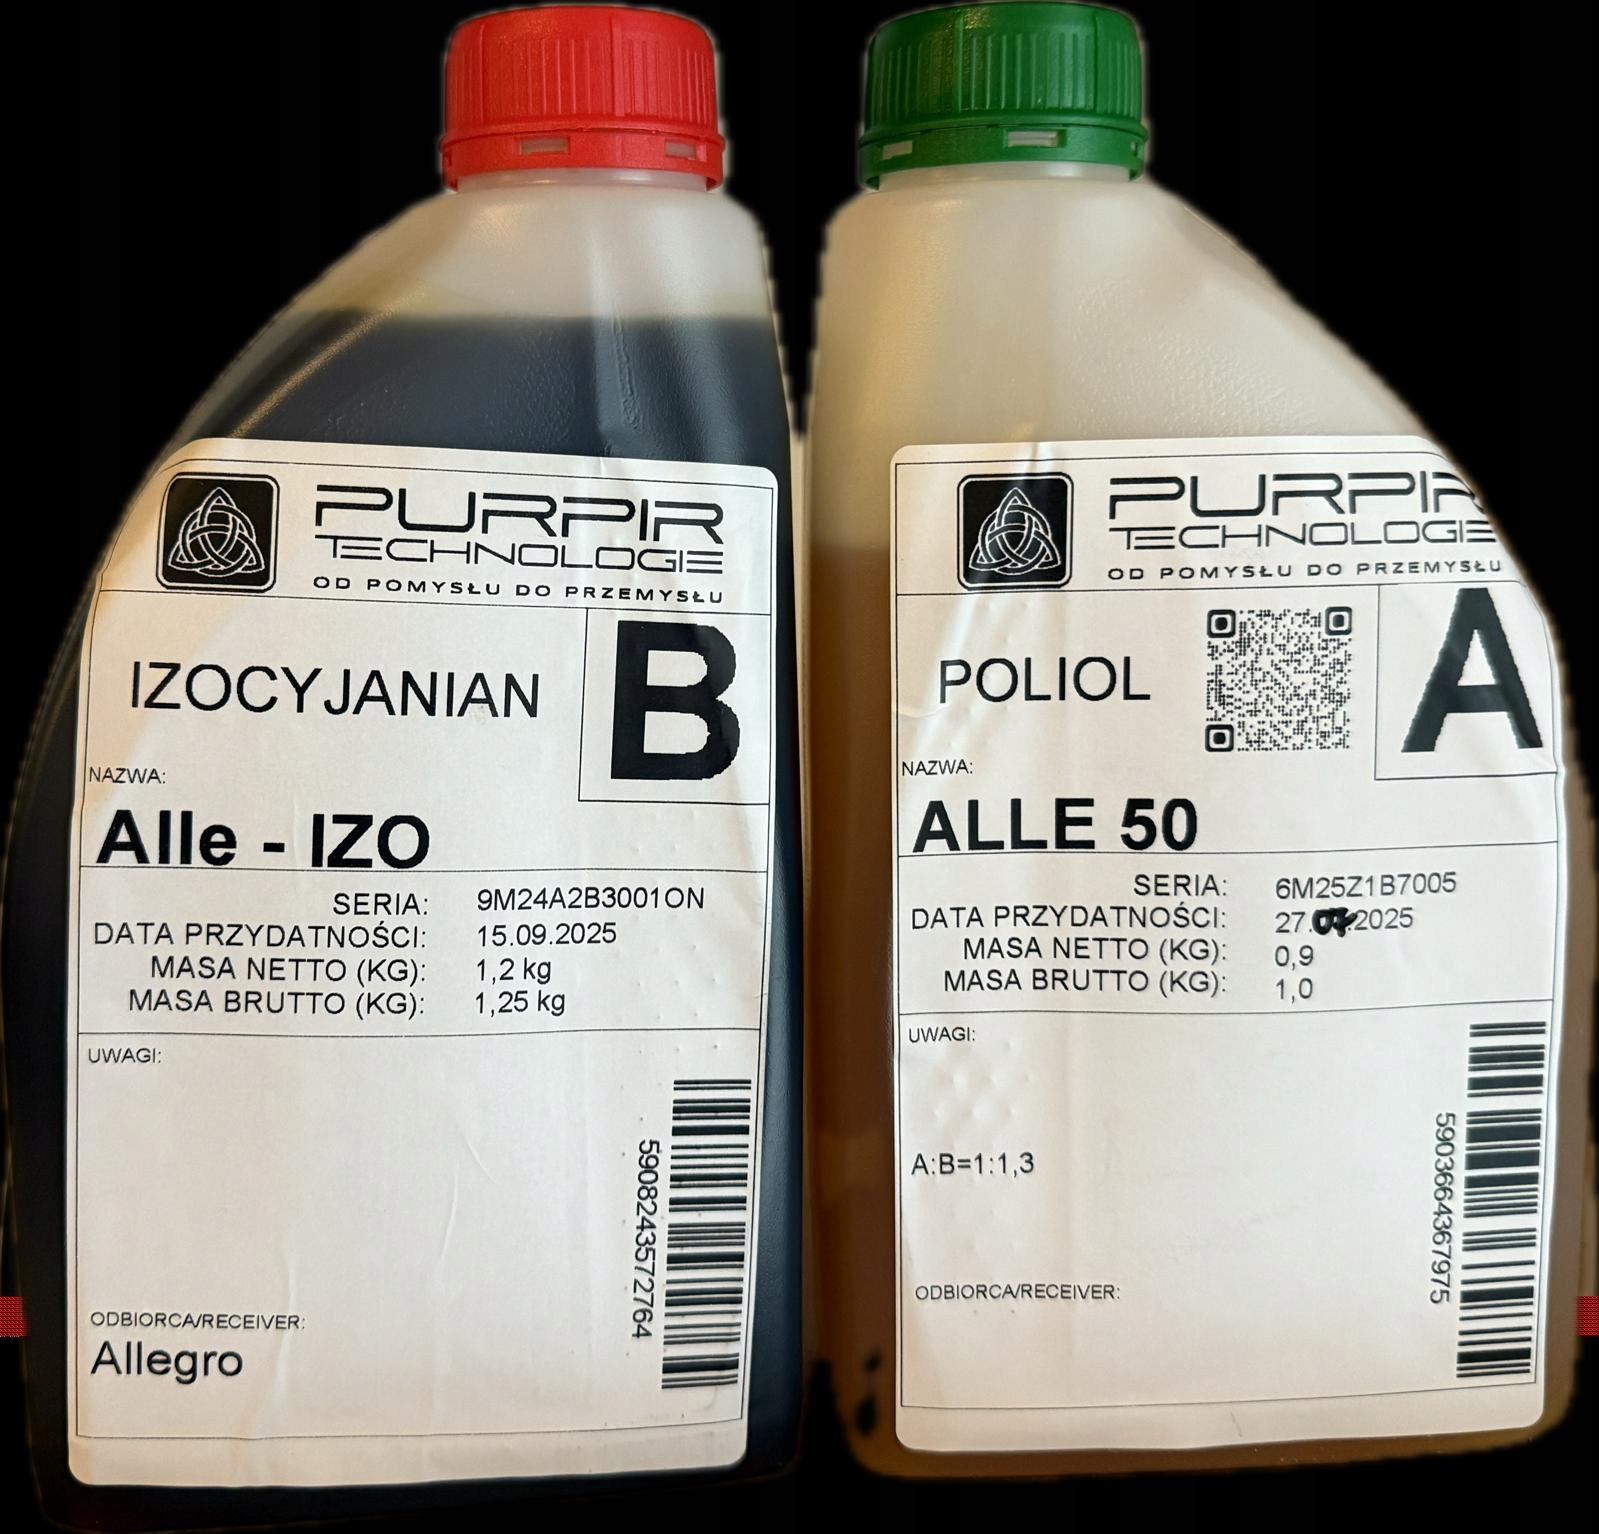 PURPIR
TECHNOLOGIE
OD POMYSŁU DO PRZEMYSŁU
IZOCYJANIAN
B
NAZWA:
Alle - IZO
SERIA: 9M24A2B3001ON
DATA PRZYDATNOŚCI: 15.09.2025
MASA NETTO (KG): 1,2 kg
MASA BRUTTO (KG): 1,25 kg
UWAGI:
5908243572764
ODBIORCA/RECEIVER:
Allegro
PURPIR
TECHNOLOGIE
OD POMYSŁU DO PRZEMYSŁU
POLIOL
A
NAZWA:
ALLE 50
SERIA: 6M25Z1B7005
DATA PRZYDATNOŚCI: 27.07.2025
MASA NETTO (KG): 0,9
MASA BRUTTO (KG): 1,0
UWAGI:
A:B=1:1,3
5903664367975
ODBIORCA/RECEIVER: